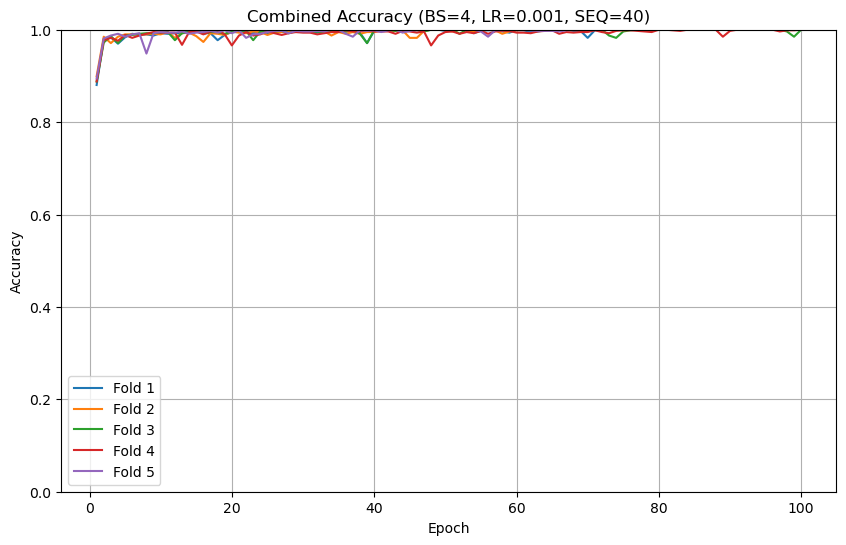 Combined Accuracy (BS=4, LR=0.001, SEQ=40)
Accuracy
1.0
0.8
0.6
0.4
0.2
0.0
Fold 1
Fold 2
Fold 3
Fold 4
Fold 5
0 20 40 60 80 100
Epoch